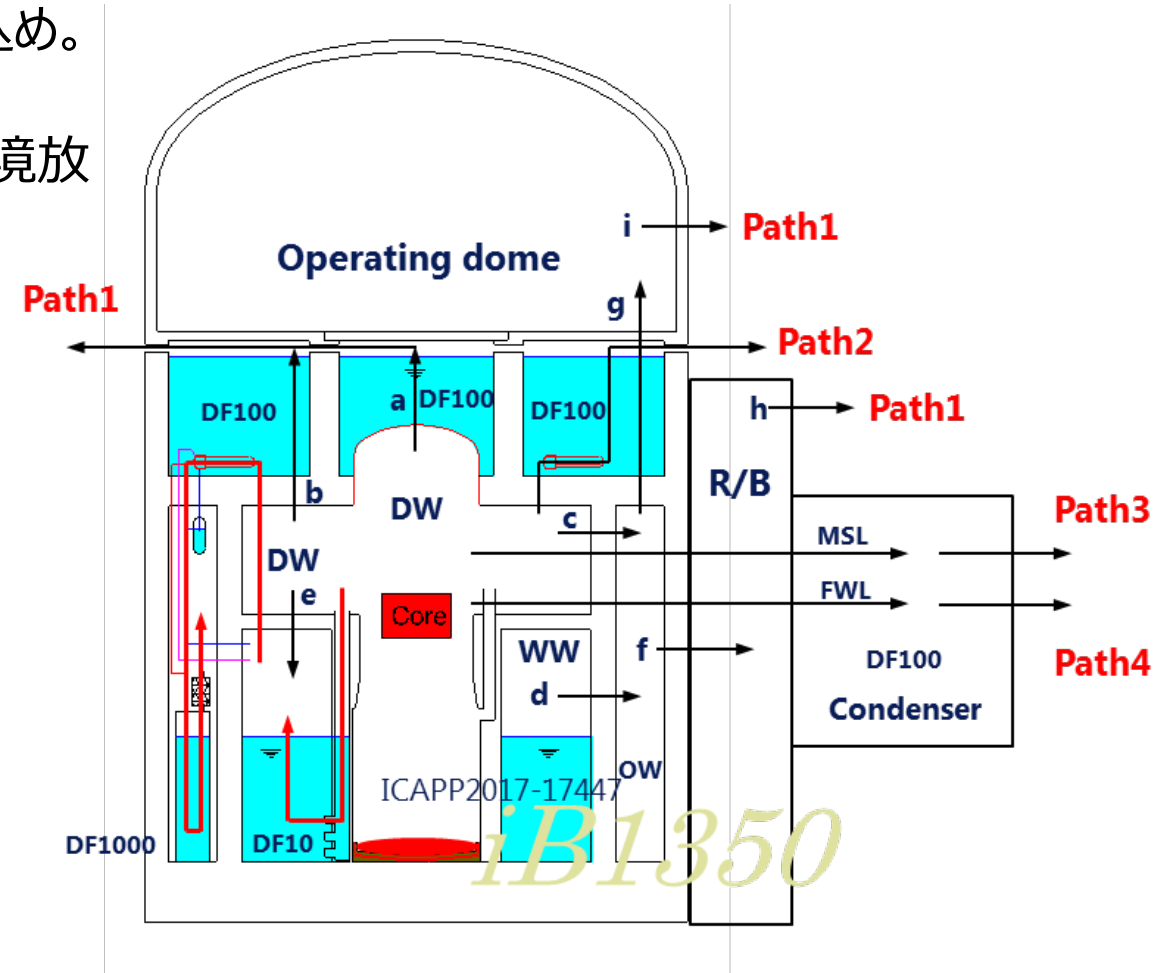 込め。
境放
i
Path1
Operating dome
Path1
g
Path2
DF100
a
DF100
DF100
h
Path1
b
DW
R/B
c
Path3
MSL
DW
e
FWL
Core
WW
f
DF100
Path4
d
Condenser
OW
ICAPP2017-17447
DF1000
DF10
iB1350